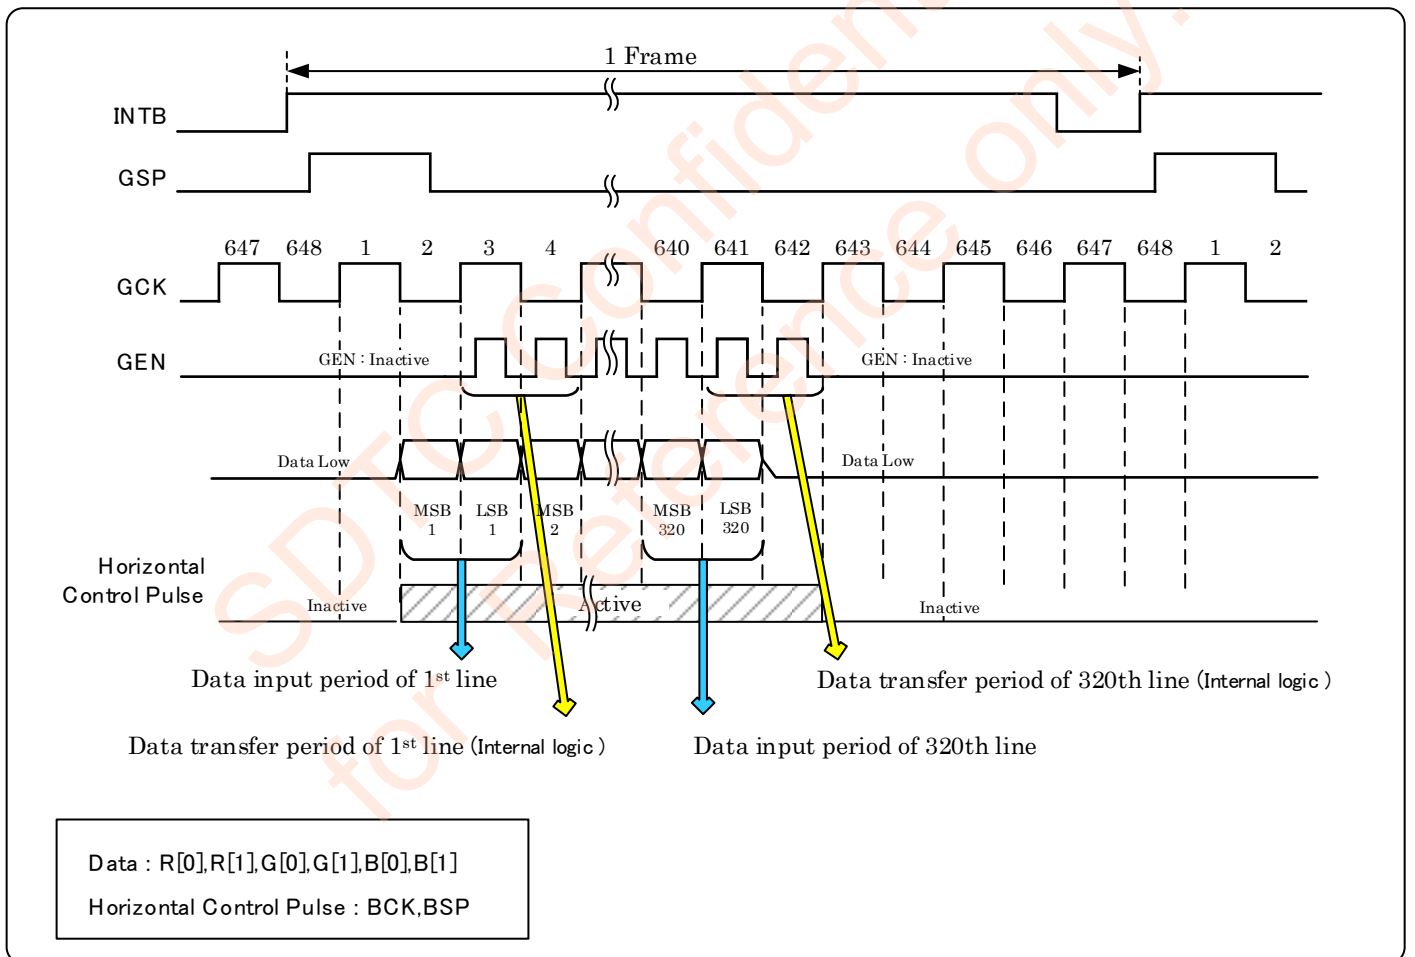 1 Frame
INTB
GSP
647 648 1 2 3 4 640 641 642 643 644 645 646 647 648 1 2
GCK
GEN
GEN : Inactive
GEN : Inactive
Data Low
Data Low
MSB 1
LSB 1
MSB 2
MSB 320
LSB 320
Horizontal
Control Pulse
Inactive
Active
Inactive
Data input period of 1st line
Data transfer period of 320th line (Internal logic )
Data transfer period of 1st line (Internal logic )
Data input period of 320th line
Data : R[0],R[1],G[0],G[1],B[0],B[1]
Horizontal Control Pulse : BCK,BSP
SDTC Confiden
for Reference only.